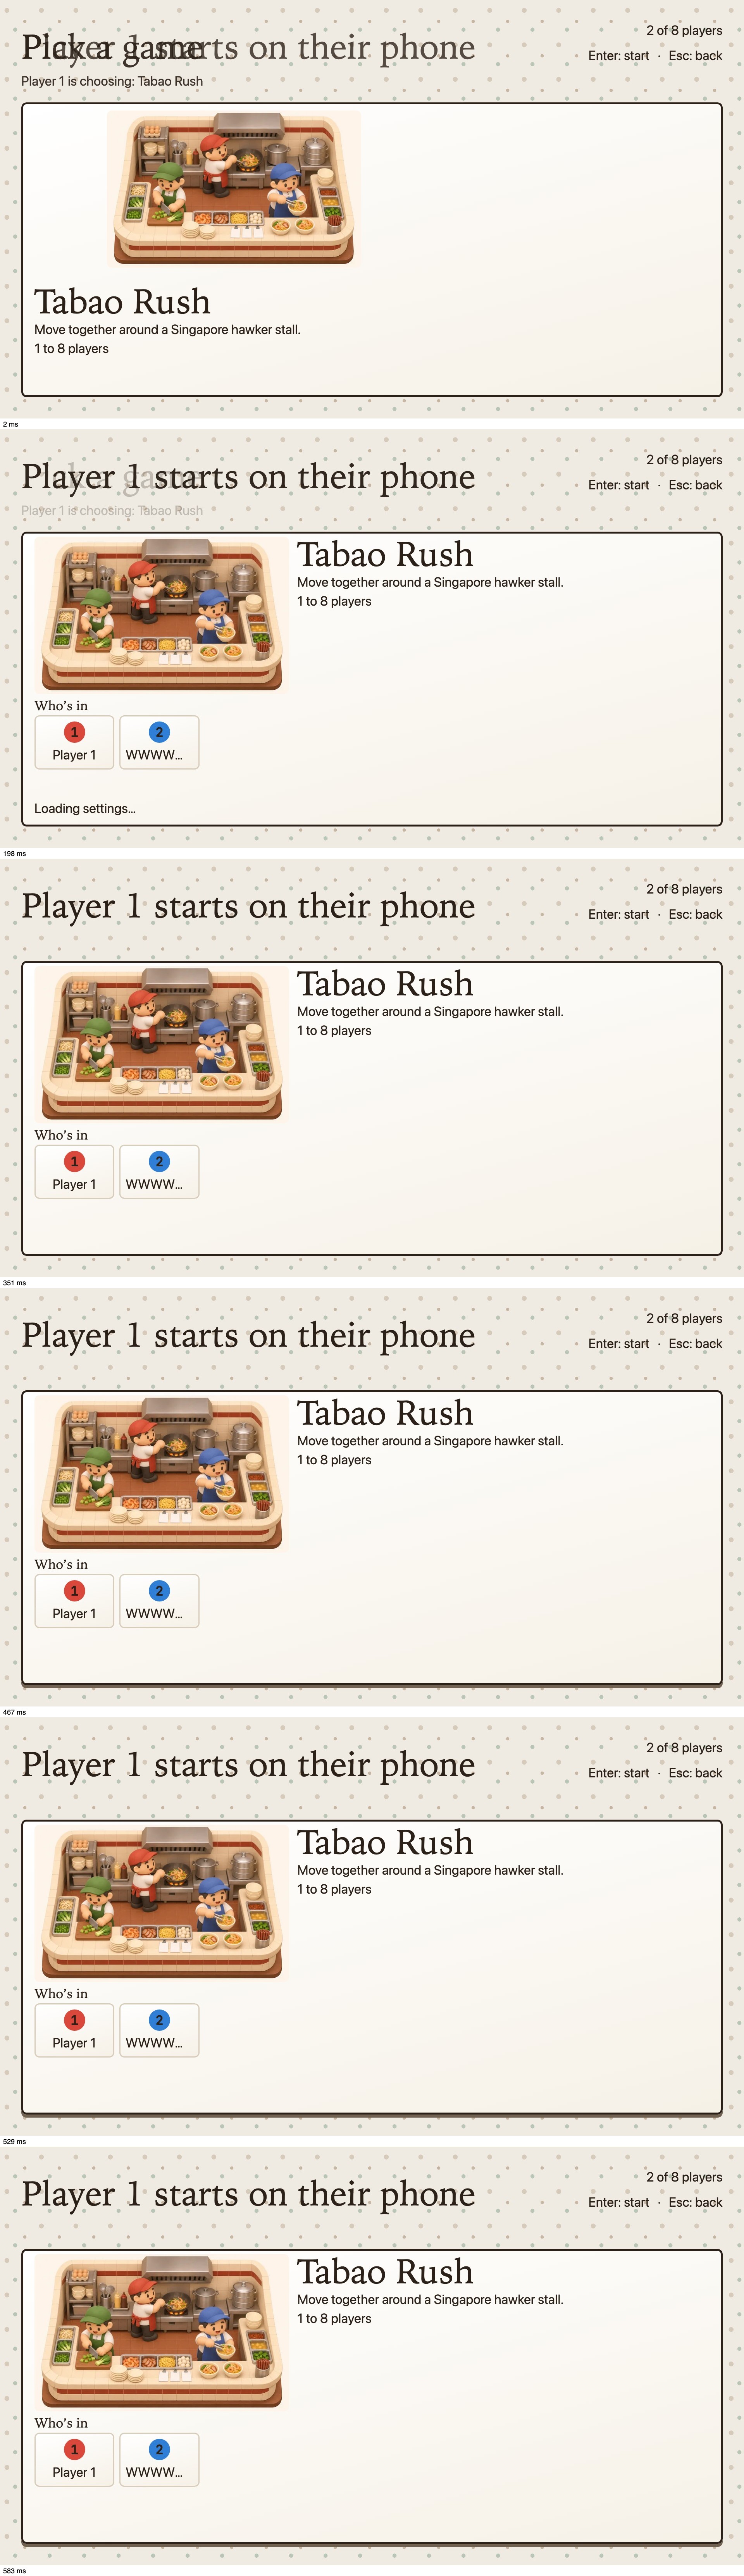 Pick a game
Player 1 starts on their phone
2 of 8 players
Enter: start · Esc: back
Player 1 is choosing: Tabao Rush
Tabao Rush
Move together around a Singapore hawker stall.
1 to 8 players
2 ms
Player 1 starts on their phone
a game
2 of 8 players
Enter: start · Esc: back
Player 1 is choosing: Tabao Rush
Tabao Rush
Move together around a Singapore hawker stall.
1 to 8 players
Who's in
1 2
Player 1 WWWW...
Loading settings...
198 ms
Player 1 starts on their phone
2 of 8 players
Enter: start · Esc: back
Tabao Rush
Move together around a Singapore hawker stall.
1 to 8 players
Who's in
1 2
Player 1 WWWW...
351 ms
Player 1 starts on their phone
2 of 8 players
Enter: start · Esc: back
Tabao Rush
Move together around a Singapore hawker stall.
1 to 8 players
Who's in
1 2
Player 1 WWWW...
467 ms
Player 1 starts on their phone
2 of 8 players
Enter: start · Esc: back
Tabao Rush
Move together around a Singapore hawker stall.
1 to 8 players
Who's in
1 2
Player 1 WWWW...
529 ms
Player 1 starts on their phone
2 of 8 players
Enter: start · Esc: back
Tabao Rush
Move together around a Singapore hawker stall.
1 to 8 players
Who's in
1 2
Player 1 WWWW...
583 ms